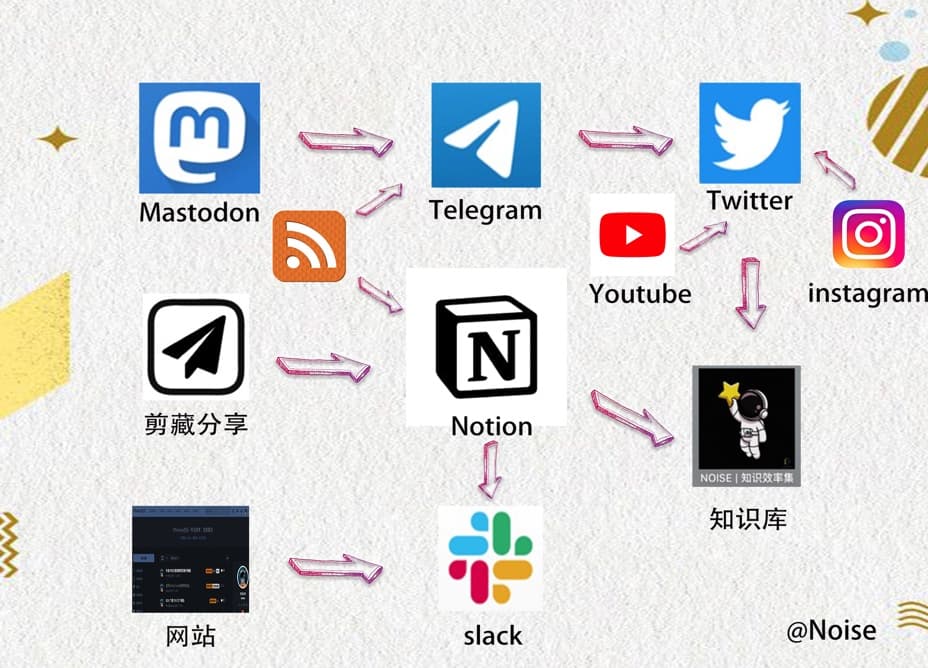 Mastodon
Telegram
Twitter
Youtube
instagram
剪藏分享
N
Notion
NOISE | 知识效率集
知识库
网站
slack
@Noise